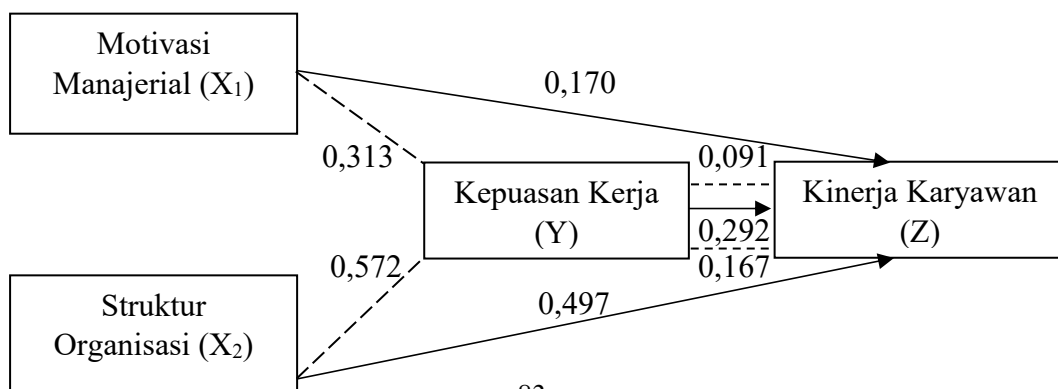 Motivasi
Manajerial (X₁)
0,170
0,313
0,091
Kepuasan Kerja
(Y)
Kinerja Karyawan
(Z)
0,292
0,572
0,167
0,497
Struktur
Organisasi (X₂)